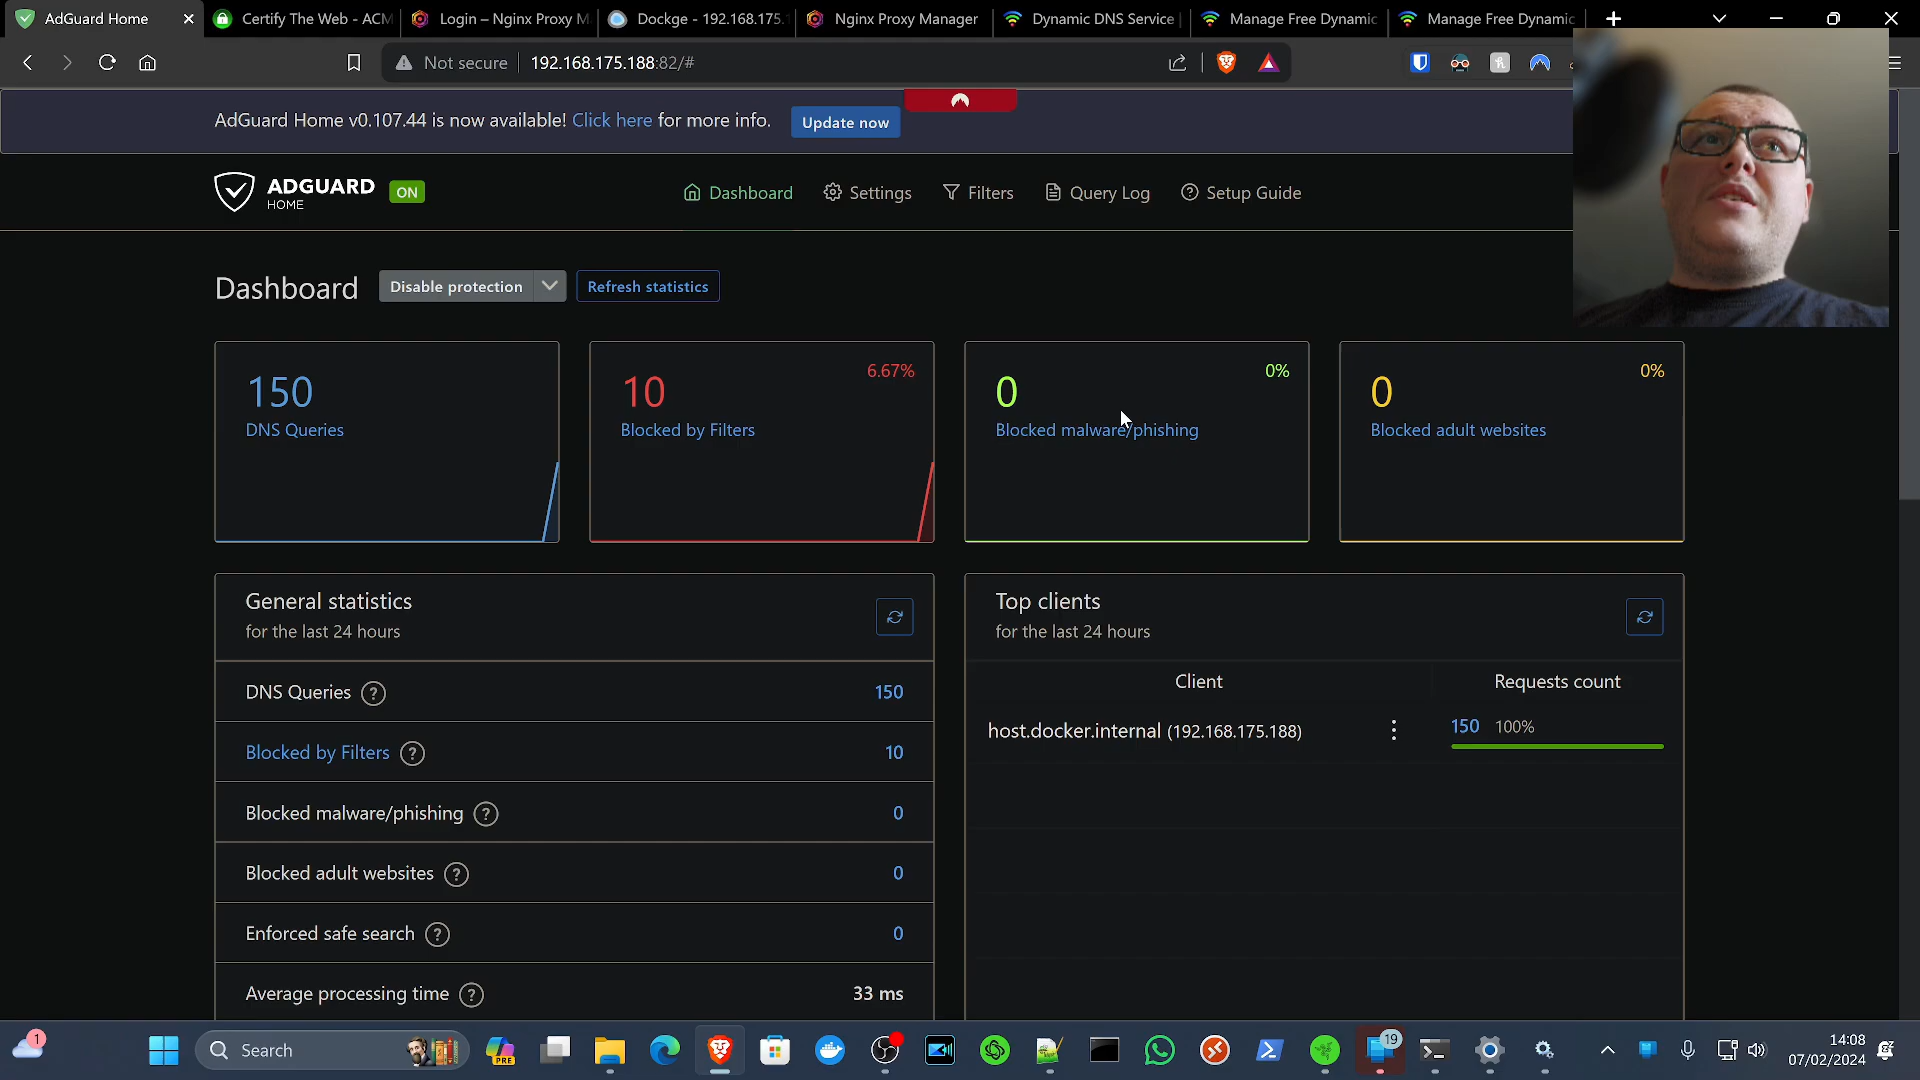 AdGuard Home
Certify The Web - ACM
Login – Nginx Proxy M
Dockge - 192.168.175.
Nginx Proxy Manager
Dynamic DNS Service
Manage Free Dynamic
Manage Free Dynamic
Not secure
192.168.175.188:82/#
AdGuard Home v0.107.44 is now available! Click here for more info.
Update now
ADGUARD
HOME
ON
Dashboard
Settings
Filters
Query Log
Setup Guide
Dashboard
Disable protection
Refresh statistics
150
DNS Queries
6.67%
10
Blocked by Filters
0%
0
Blocked malware/phishing
0%
0
Blocked adult websites
General statistics
for the last 24 hours
DNS Queries ?
150
Blocked by Filters ?
10
Blocked malware/phishing ?
0
Blocked adult websites ?
0
Enforced safe search ?
0
Average processing time ?
33 ms
Top clients
for the last 24 hours
Client
Requests count
host.docker.internal (192.168.175.188)
150 100%
1
Search
PRE
19
14:08
07/02/2024